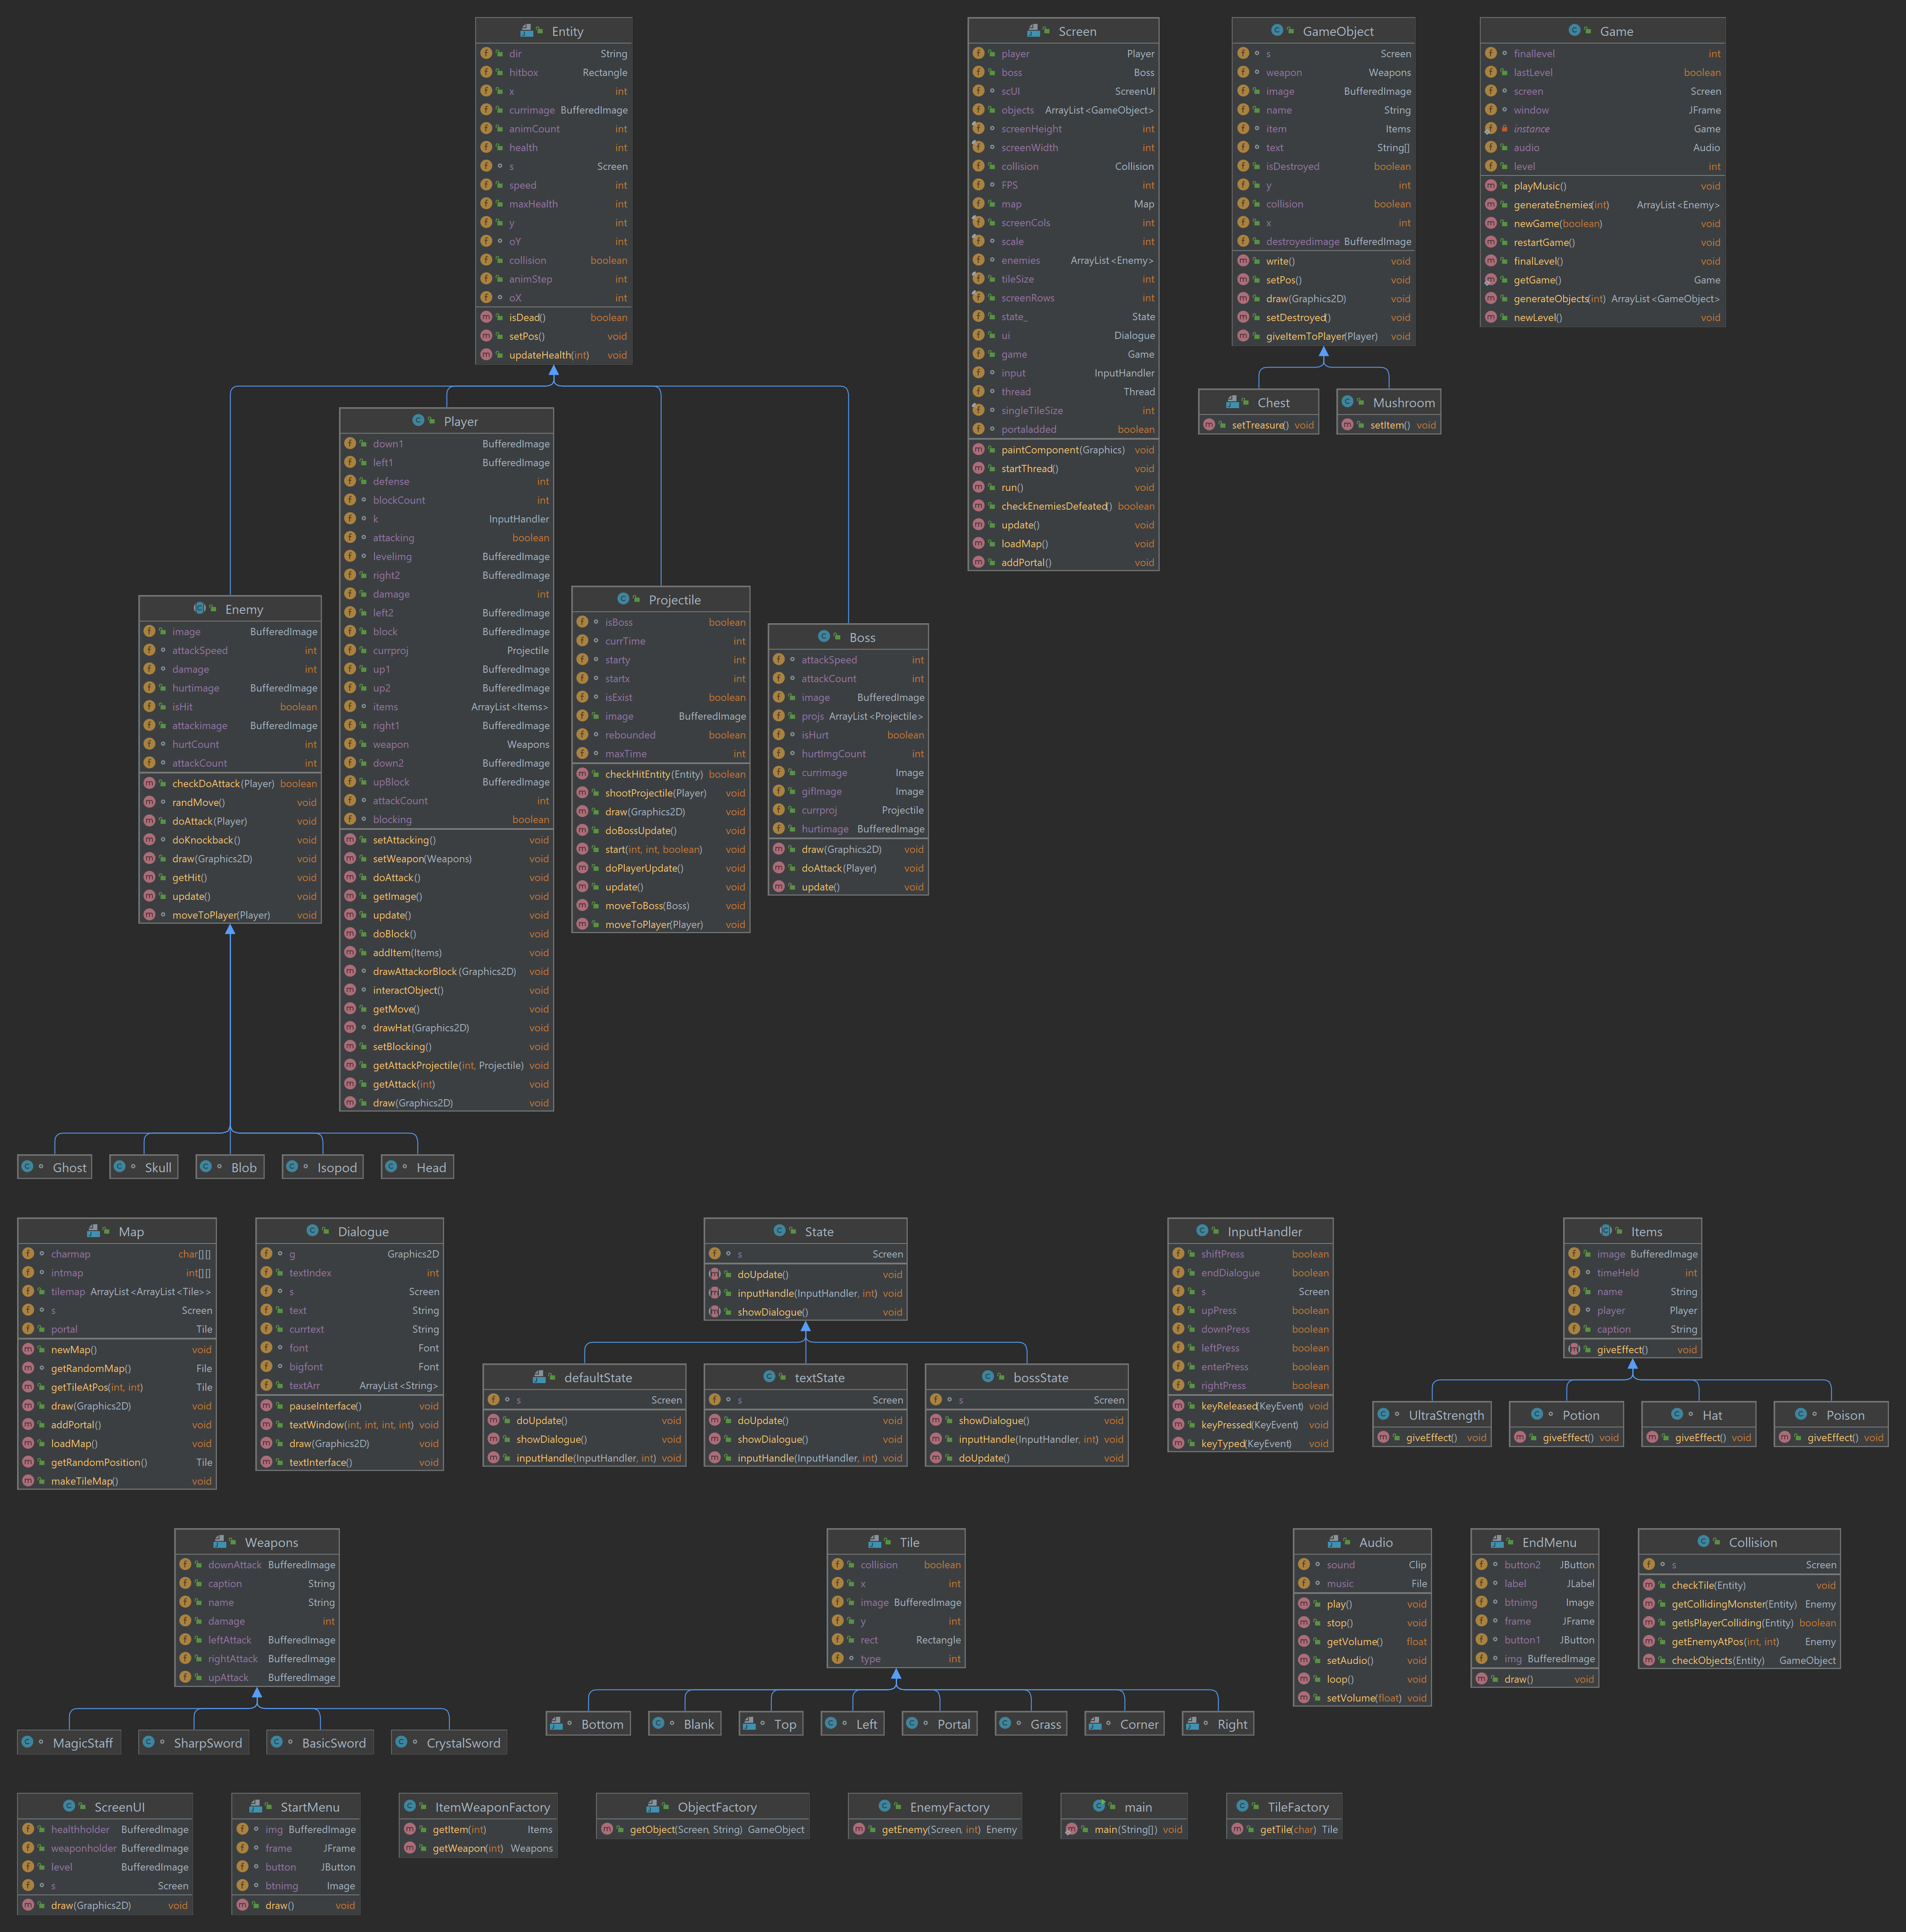 Entity
dir String
hitbox Rectangle
x int
currimage BufferedImage
animCount int
health int
s Screen
speed int
maxHealth int
y int
oY int
collision boolean
animStep int
oX int
isDead() boolean
setPos() void
updateHealth(int) void
Screen
player Player
boss Boss
scUI ScreenUI
objects ArrayList<GameObject>
screenHeight int
screenWidth int
collision Collision
FPS int
map Map
screenCols int
scale int
enemies ArrayList<Enemy>
tileSize int
screenRows int
state_ State
ui Dialogue
game Game
input InputHandler
thread Thread
singleTileSize int
portaladded boolean
paintComponent(Graphics) void
startThread() void
run() void
checkEnemiesDefeated() boolean
update() void
loadMap() void
addPortal() void
GameObject
s Screen
weapon Weapons
image BufferedImage
name String
item Items
text String[]
isDestroyed boolean
y int
collision boolean
x int
destroyedimage BufferedImage
write() void
setPos() void
draw(Graphics2D) void
setDestroyed() void
giveItemToPlayer(Player) void
Game
finallevel int
lastLevel boolean
screen Screen
window JFrame
instance Game
audio Audio
level int
playMusic() void
generateEnemies(int) ArrayList<Enemy>
newGame(boolean) void
restartGame() void
finalLevel() void
getGame() Game
generateObjects(int) ArrayList<GameObject>
newLevel() void
Chest
setTreasure() void
Mushroom
setItem() void
Enemy
image BufferedImage
attackSpeed int
damage int
hurtimage BufferedImage
isHit boolean
attackimage BufferedImage
hurtCount int
attackCount int
checkDoAttack(Player) boolean
randMove() void
doAttack(Player) void
doKnockback() void
draw(Graphics2D) void
getHit() void
update() void
moveToPlayer(Player) void
Player
down1 BufferedImage
left1 BufferedImage
defense int
blockCount int
k InputHandler
attacking boolean
levelimg BufferedImage
right2 BufferedImage
damage int
left2 BufferedImage
block BufferedImage
currproj Projectile
up1 BufferedImage
up2 BufferedImage
items ArrayList<Items>
right1 BufferedImage
weapon Weapons
down2 BufferedImage
upBlock BufferedImage
attackCount int
blocking boolean
setAttacking() void
setWeapon(Weapons) void
doAttack() void
getImage() void
update() void
doBlock() void
addItem(Items) void
drawAttackorBlock(Graphics2D) void
interactObject() void
getMove() void
drawHat(Graphics2D) void
setBlocking() void
getAttackProjectile(int, Projectile) void
getAttack(int) void
draw(Graphics2D) void
Projectile
isBoss boolean
currTime int
starty int
startx int
isExist boolean
image BufferedImage
rebounded boolean
maxTime int
checkHitEntity(Entity) boolean
shootProjectile(Player) void
draw(Graphics2D) void
doBossUpdate() void
start(int, int, boolean) void
doPlayerUpdate() void
update() void
moveToBoss(Boss) void
moveToPlayer(Player) void
Boss
attackSpeed int
attackCount int
image BufferedImage
projs ArrayList<Projectile>
isHurt boolean
hurtImgCount int
currimage Image
gifImage Image
currproj Projectile
hurtimage BufferedImage
draw(Graphics2D) void
doAttack(Player) void
update() void
Ghost
Skull
Blob
Isopod
Head
Map
charmap char[][]
intmap int[][]
tilemap ArrayList<ArrayList<Tile>>
s Screen
portal Tile
newMap() void
getRandomMap() File
getTileAtPos(int, int) Tile
draw(Graphics2D) void
addPortal() void
loadMap() void
getRandomPosition() Tile
makeTileMap() void
Dialogue
g Graphics2D
textIndex int
s Screen
text String
currtext String
font Font
bigfont Font
textArr ArrayList<String>
pauseInterface() void
textWindow(int, int, int, int) void
draw(Graphics2D) void
textInterface() void
State
s Screen
doUpdate() void
inputHandle(InputHandler, int) void
showDialogue() void
defaultState
s Screen
doUpdate() void
showDialogue() void
inputHandle(InputHandler, int) void
textState
s Screen
doUpdate() void
showDialogue() void
inputHandle(InputHandler, int) void
bossState
s Screen
showDialogue() void
inputHandle(InputHandler, int) void
doUpdate() void
InputHandler
shiftPress boolean
endDialogue boolean
s Screen
upPress boolean
downPress boolean
leftPress boolean
enterPress boolean
rightPress boolean
keyReleased(KeyEvent) void
keyPressed(KeyEvent) void
keyTyped(KeyEvent) void
Items
image BufferedImage
timeHeld int
name String
player Player
caption String
giveEffect() void
UltraStrength
giveEffect() void
Potion
giveEffect() void
Hat
giveEffect() void
Poison
giveEffect() void
Weapons
downAttack BufferedImage
caption String
name String
damage int
leftAttack BufferedImage
rightAttack BufferedImage
upAttack BufferedImage
MagicStaff
SharpSword
BasicSword
CrystalSword
Tile
collision boolean
x int
image BufferedImage
y int
rect Rectangle
type int
Bottom
Blank
Top
Left
Portal
Grass
Corner
Right
Audio
sound Clip
music File
play() void
stop() void
getVolume() float
setAudio() void
loop() void
setVolume(float) void
EndMenu
button2 JButton
label JLabel
btnimg Image
frame JFrame
button1 JButton
img BufferedImage
draw() void
Collision
s Screen
checkTile(Entity) void
getCollidingMonster(Entity) Enemy
getIsPlayerColliding(Entity) boolean
getEnemyAtPos(int, int) Enemy
checkObjects(Entity) GameObject
ScreenUI
healthholder BufferedImage
weaponholder BufferedImage
level BufferedImage
s Screen
draw(Graphics2D) void
StartMenu
img BufferedImage
frame JFrame
button JButton
btnimg Image
draw() void
ItemWeaponFactory
getItem(int) Items
getWeapon(int) Weapons
ObjectFactory
getObject(Screen, String) GameObject
EnemyFactory
getEnemy(Screen, int) Enemy
main
main(String[]) void
TileFactory
getTile(char) Tile